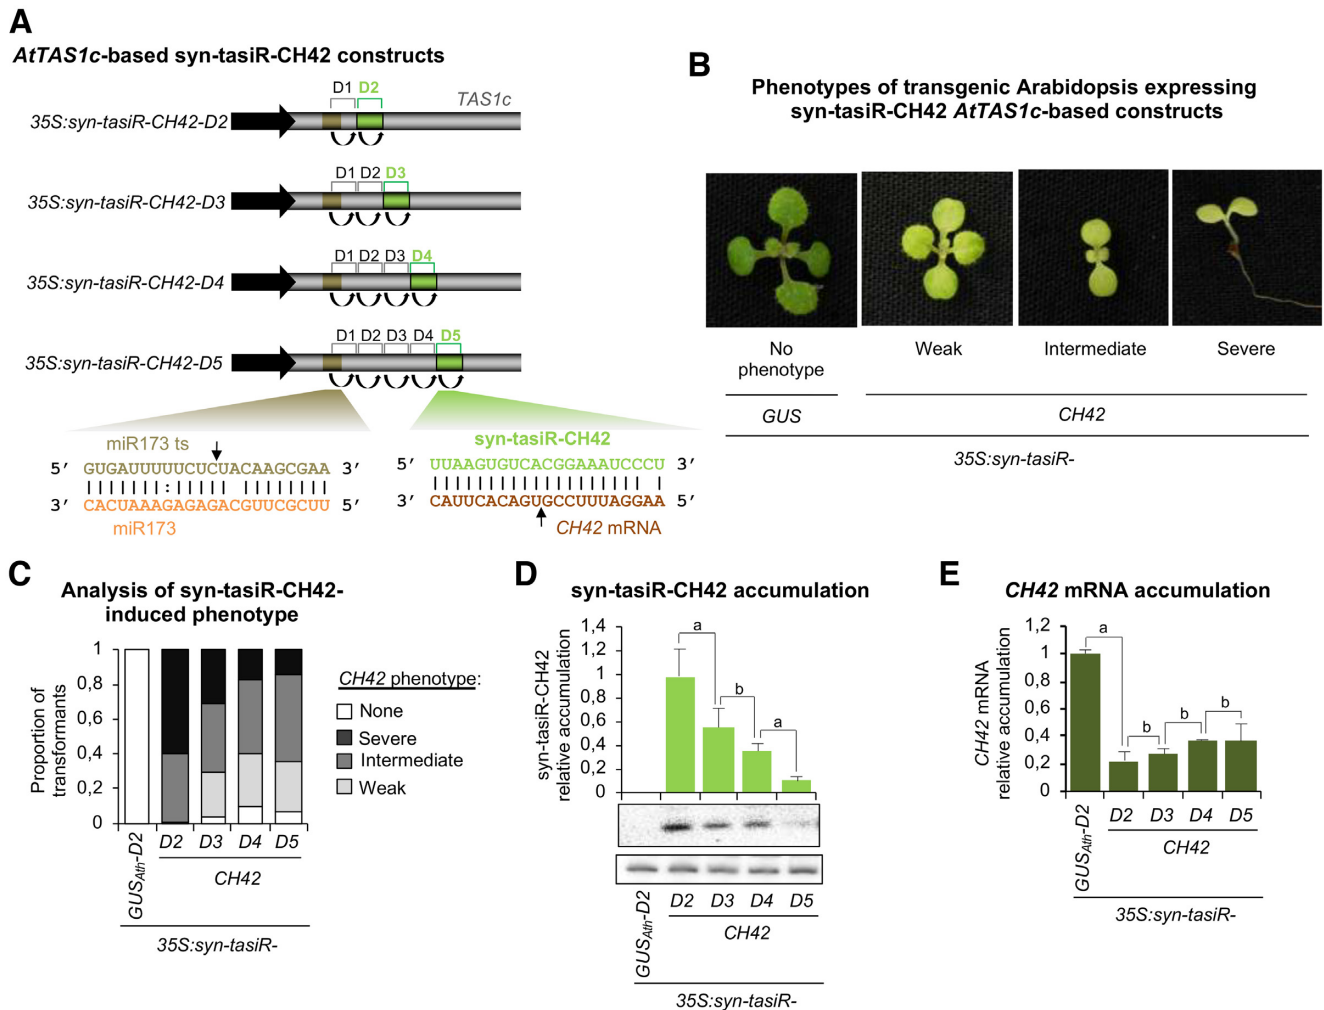 A
AtTAS1c-based syn-tasiR-CH42 constructs
D1 D2
TAS1c
35S:syn-tasiR-CH42-D2
D1 D2 D3
35S:syn-tasiR-CH42-D3
D1 D2 D3 D4
35S:syn-tasiR-CH42-D4
D1 D2 D3 D4 D5
35S:syn-tasiR-CH42-D5
miR173 ts
5’ GUGAUUUUUCUCUACAAGCGAA 3’
3’ CACUAAAGAGAGACGUUCGCUU 5’
miR173
syn-tasiR-CH42
5’ UUAAGUGUCACGGAAAUCCCU 3’
3’ CAUUCACAGUGCCUUUAGGAA 5’
CH42 mRNA
B
Phenotypes of transgenic Arabidopsis expressing
syn-tasiR-CH42 AtTAS1c-based constructs
No
phenotype
Weak
Intermediate
Severe
GUS
CH42
35S:syn-tasiR-
C
Analysis of syn-tasiR-CH42-
induced phenotype
Proportion of
transformants
1
0,8
0,6
0,4
0,2
0
GUSAth-D2
D2 D3 D4 D5
CH42
35S:syn-tasiR-
CH42 phenotype:
None
Severe
Intermediate
Weak
D
syn-tasiR-CH42 accumulation
syn-tasiR-CH42
relative accumulation
1,4
1,2
1
0,8
0,6
0,4
0,2
0
a
b
a
GUSAth-D2
D2 D3 D4 D5
CH42
35S:syn-tasiR-
E
CH42 mRNA accumulation
CH42 mRNA
relative accumulation
1,2
1
0,8
0,6
0,4
0,2
0
a
b
b
b
GUSAth-D2
D2 D3 D4 D5
CH42
35S:syn-tasiR-